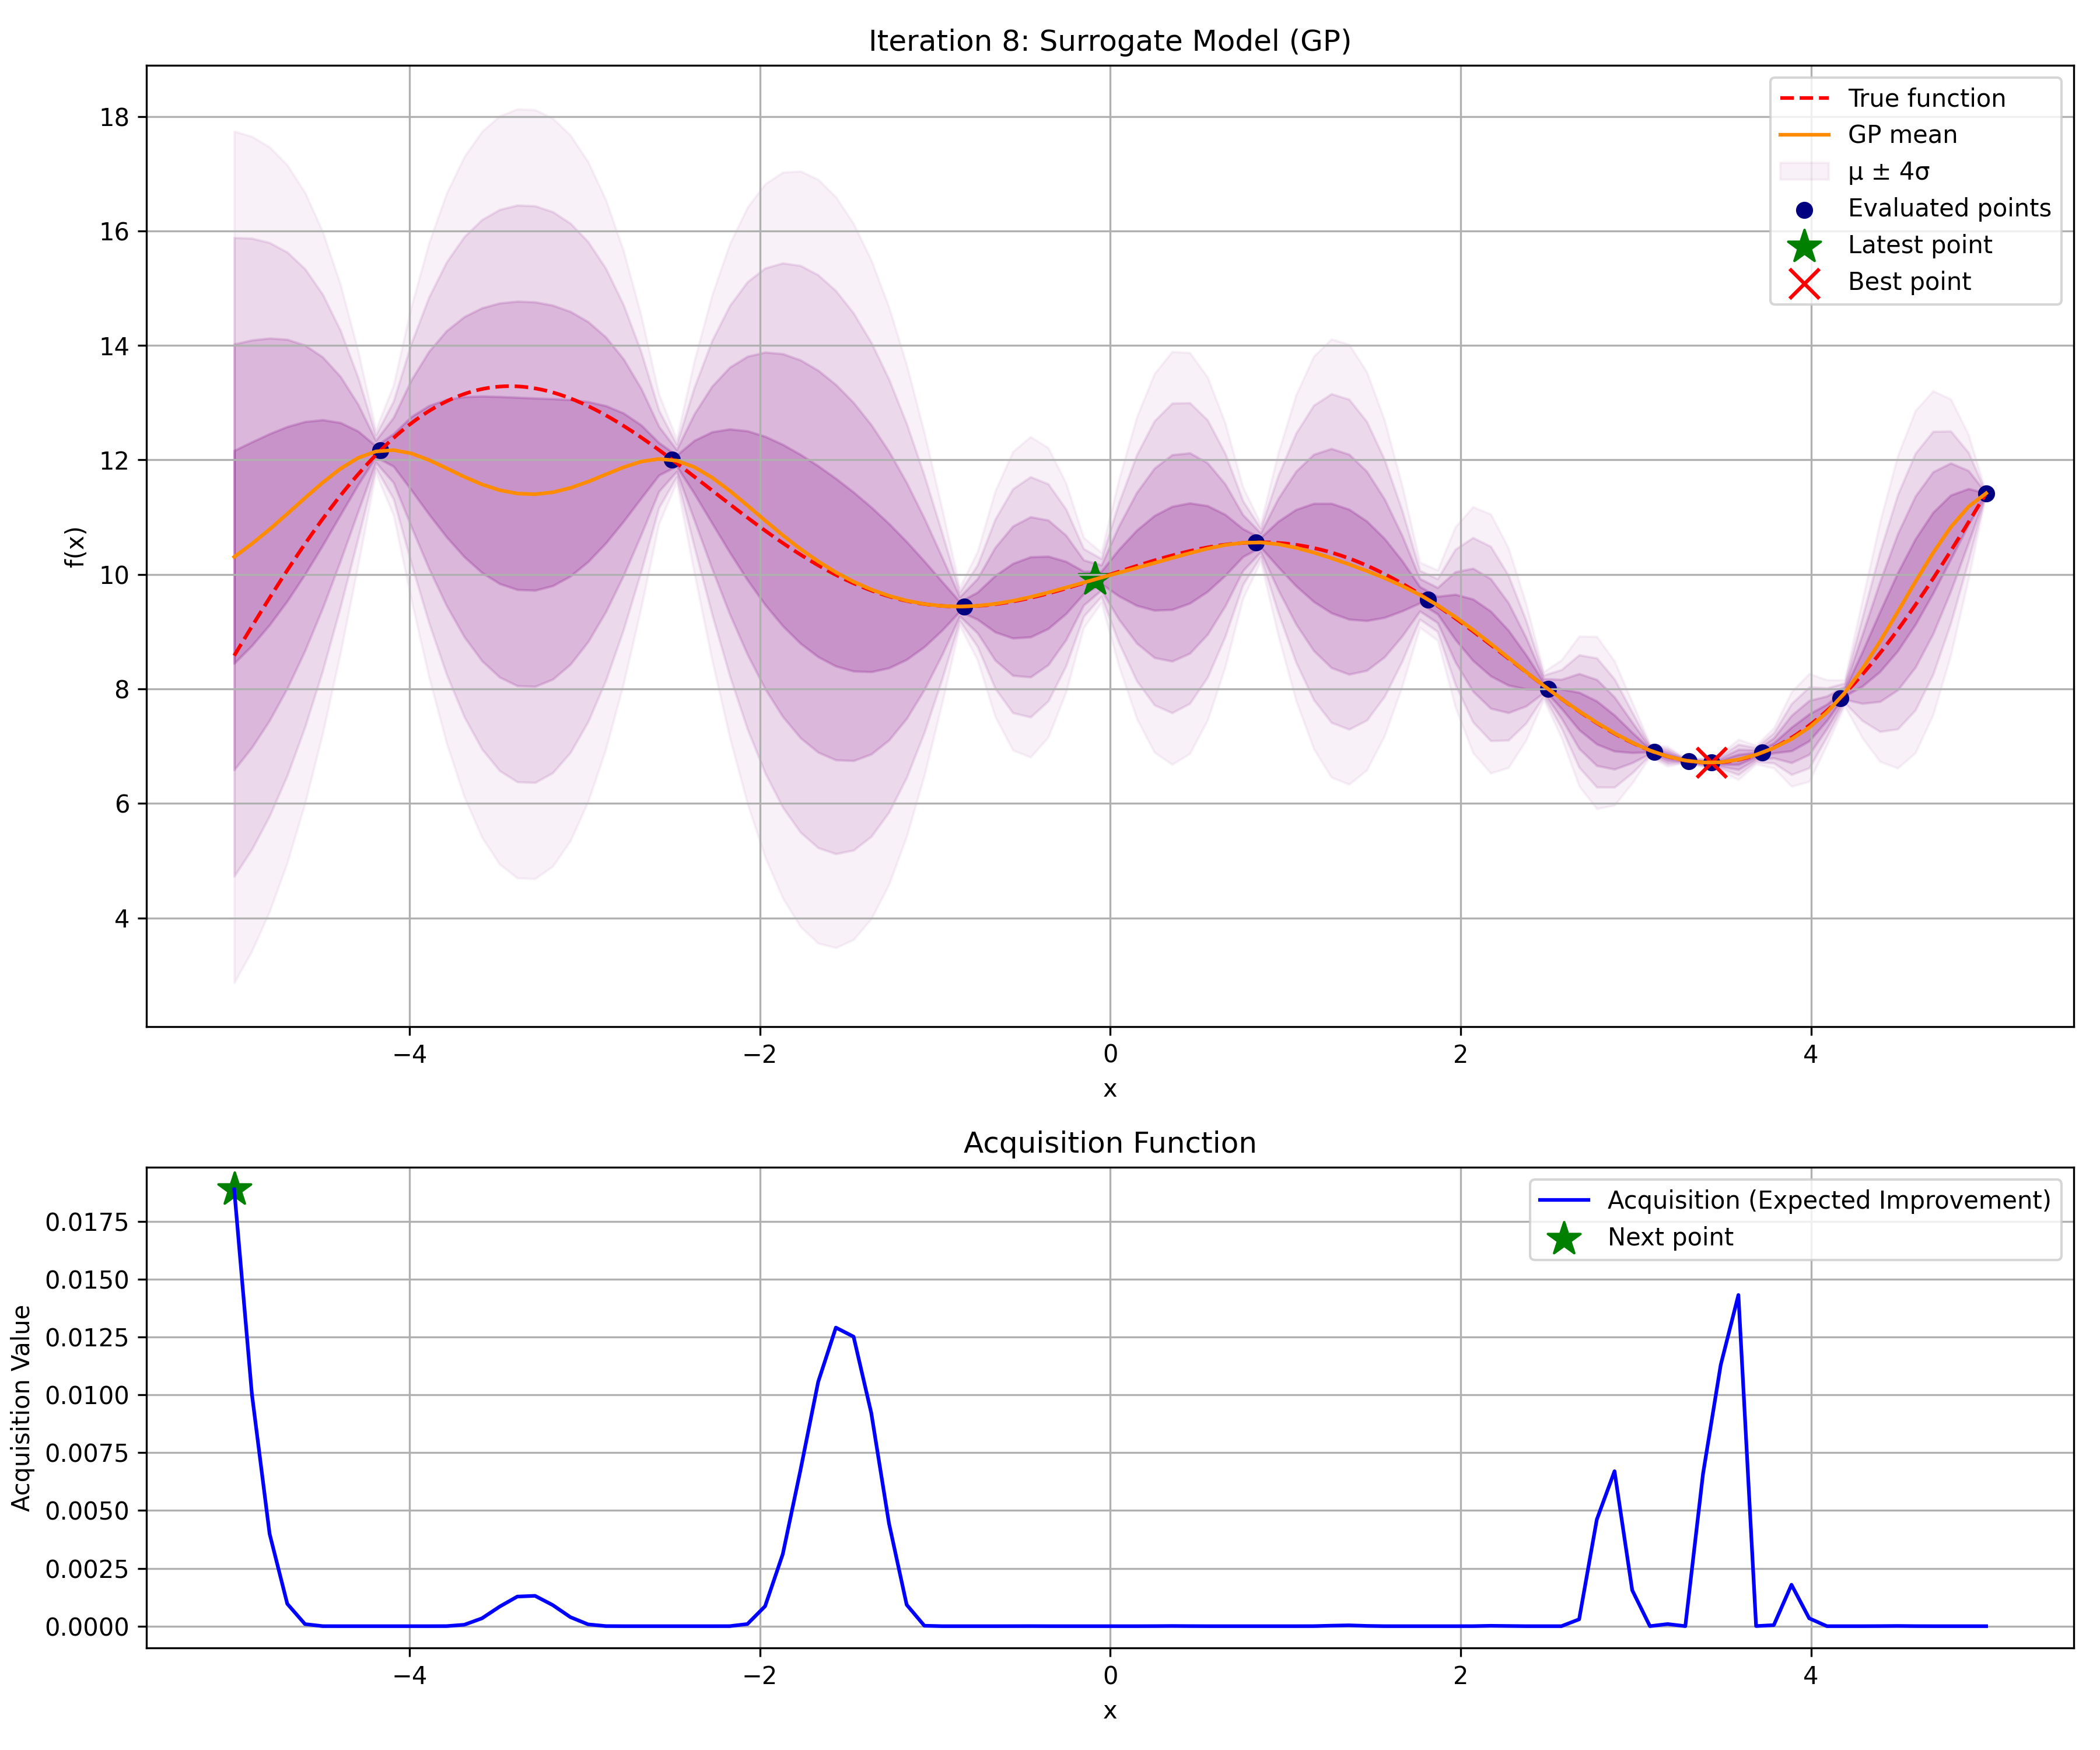 Iteration 8: Surrogate Model (GP)
True function
GP mean
μ ± 4σ
Evaluated points
Latest point
Best point
f(x)
18
16
14
12
10
8
6
4
−4
−2
0
2
4
x
Acquisition Function
Acquisition (Expected Improvement)
Next point
Acquisition Value
0.0175
0.0150
0.0125
0.0100
0.0075
0.0050
0.0025
0.0000
−4
−2
0
2
4
x